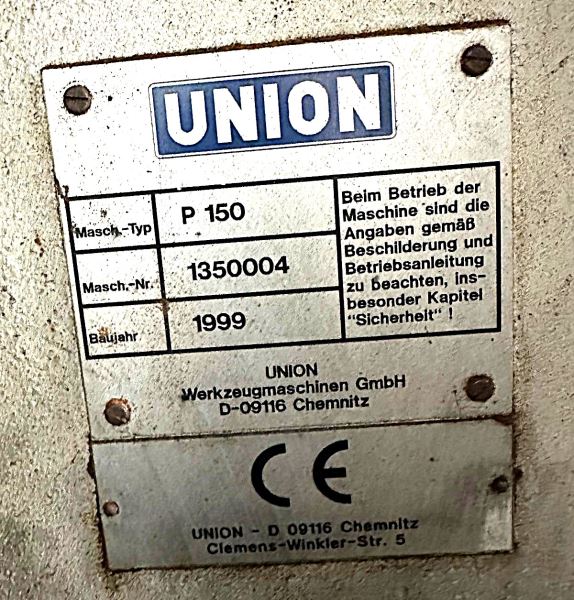 UNION
Masch.-Typ P 150
Masch.-Nr. 1350004
Baujahr 1999
Beim Betrieb der
Maschine sind die
Angaben gemäß
Beschilderung und
Betriebsanleitung
zu beachten, ins-
besonder Kapitel
"Sicherheit" !
UNION
Werkzeugmaschinen GmbH
D-09116 Chemnitz
CE
UNION - D 09116 Chemnitz
Clemens-Winkler-Str. 5